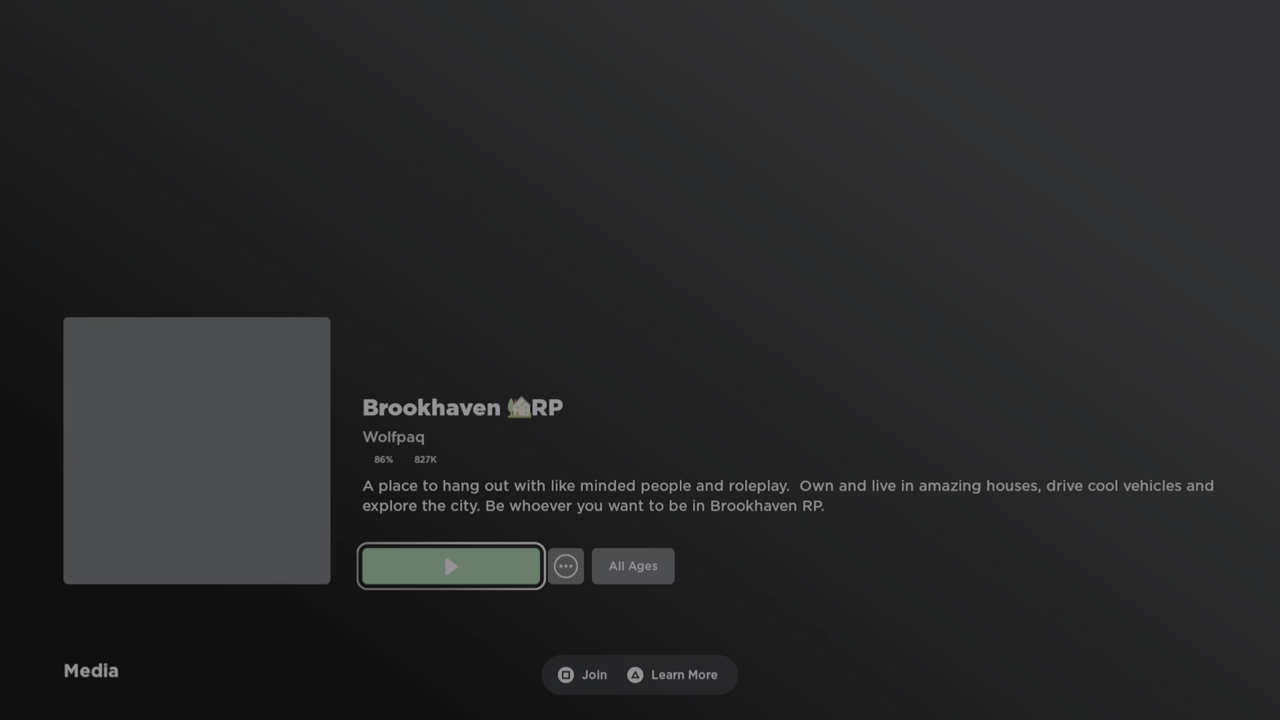 Brookhaven 🏡RP
Wolfpaq
86% 827K
A place to hang out with like minded people and roleplay.  Own and live in amazing houses, drive cool vehicles and
explore the city. Be whoever you want to be in Brookhaven RP.
All Ages
Media
Join Learn More